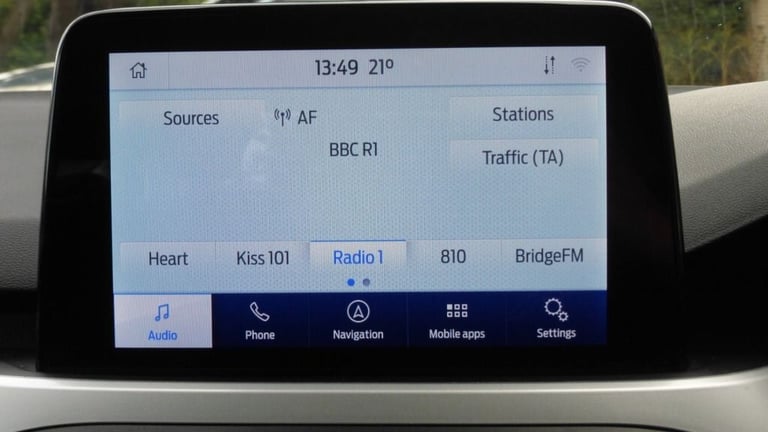 13:49 21º
Sources
AF
Stations
BBC R1
Traffic (TA)
Heart
Kiss 101
Radio 1
810
BridgeFM
Audio
Phone
Navigation
Mobile apps
Settings